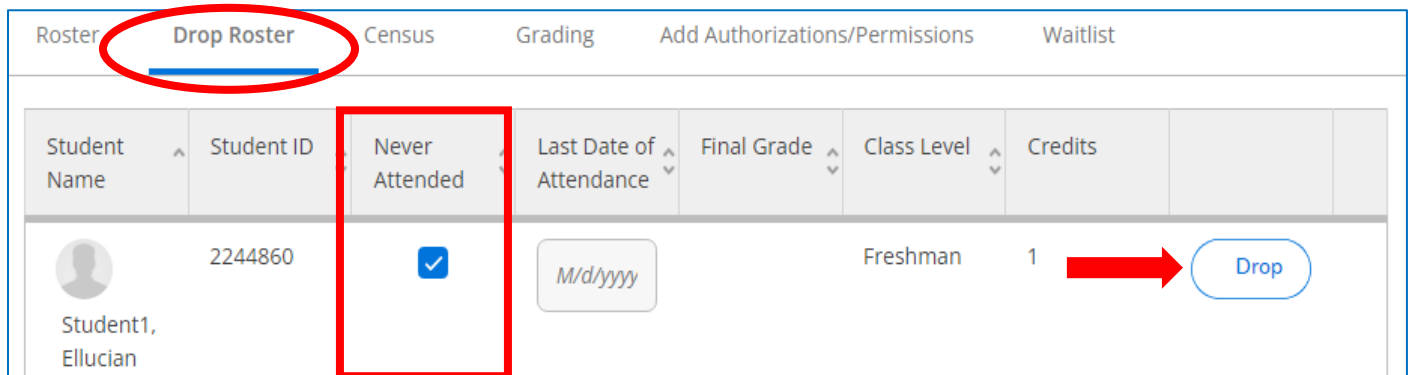 Roster Drop Roster Census Grading Add Authorizations/Permissions Waitlist
Student Name Student ID Never Attended Last Date of Attendance Final Grade Class Level Credits
2244860 M/d/yyyy Freshman 1 Drop
Student1,
Ellucian